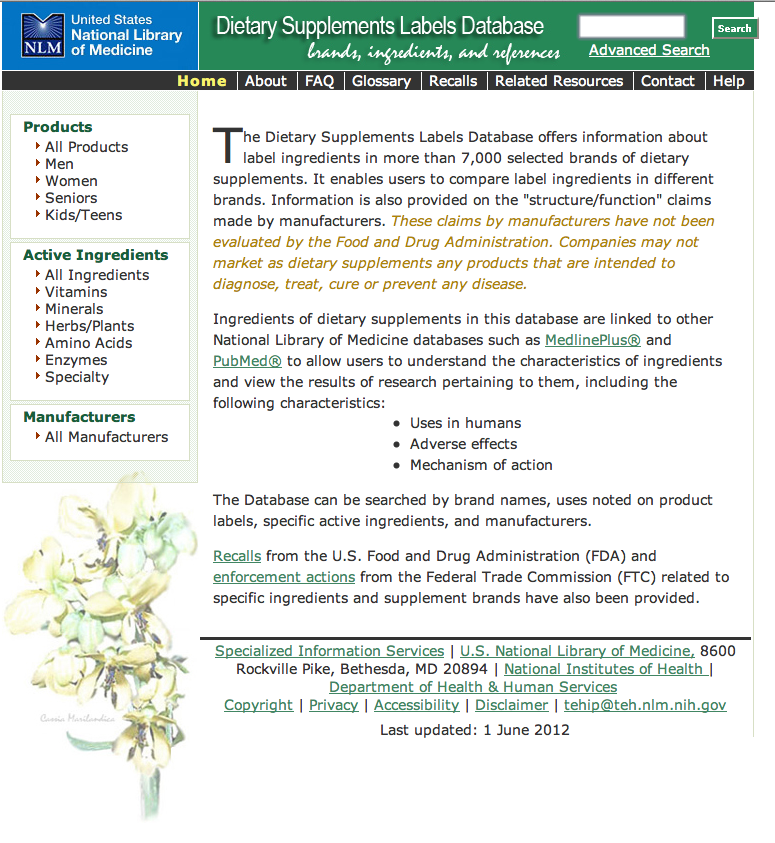 United States
National Library
of Medicine
NLM
Dietary Supplements Labels Database
brands, ingredients, and references
Search
Advanced Search
Home | About | FAQ | Glossary | Recalls | Related Resources | Contact | Help
Products
All Products
Men
Women
Seniors
Kids/Teens
Active Ingredients
All Ingredients
Vitamins
Minerals
Herbs/Plants
Amino Acids
Enzymes
Specialty
Manufacturers
All Manufacturers
Cassia Marilandica
The Dietary Supplements Labels Database offers information about
label ingredients in more than 7,000 selected brands of dietary
supplements. It enables users to compare label ingredients in different
brands. Information is also provided on the "structure/function" claims
made by manufacturers. These claims by manufacturers have not been
evaluated by the Food and Drug Administration. Companies may not
market as dietary supplements any products that are intended to
diagnose, treat, cure or prevent any disease.
Ingredients of dietary supplements in this database are linked to other
National Library of Medicine databases such as MedlinePlus® and
PubMed® to allow users to understand the characteristics of ingredients
and view the results of research pertaining to them, including the
following characteristics:
• Uses in humans
• Adverse effects
• Mechanism of action
The Database can be searched by brand names, uses noted on product
labels, specific active ingredients, and manufacturers.
Recalls from the U.S. Food and Drug Administration (FDA) and
enforcement actions from the Federal Trade Commission (FTC) related to
specific ingredients and supplement brands have also been provided.
Specialized Information Services | U.S. National Library of Medicine, 8600
Rockville Pike, Bethesda, MD 20894 | National Institutes of Health |
Department of Health & Human Services
Copyright | Privacy | Accessibility | Disclaimer | tehip@teh.nlm.nih.gov
Last updated: 1 June 2012